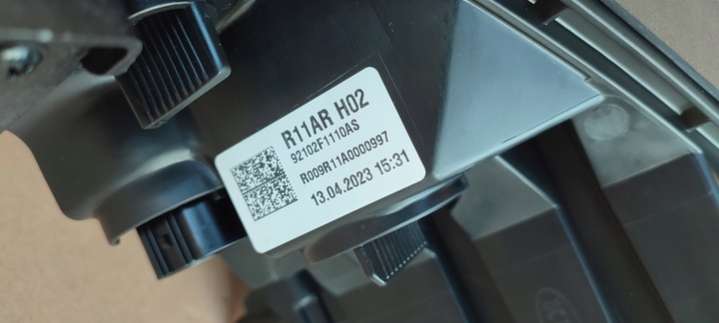 R11AR H02
92102F1110AS
R009R11A0000997
13.04.2023 15:31